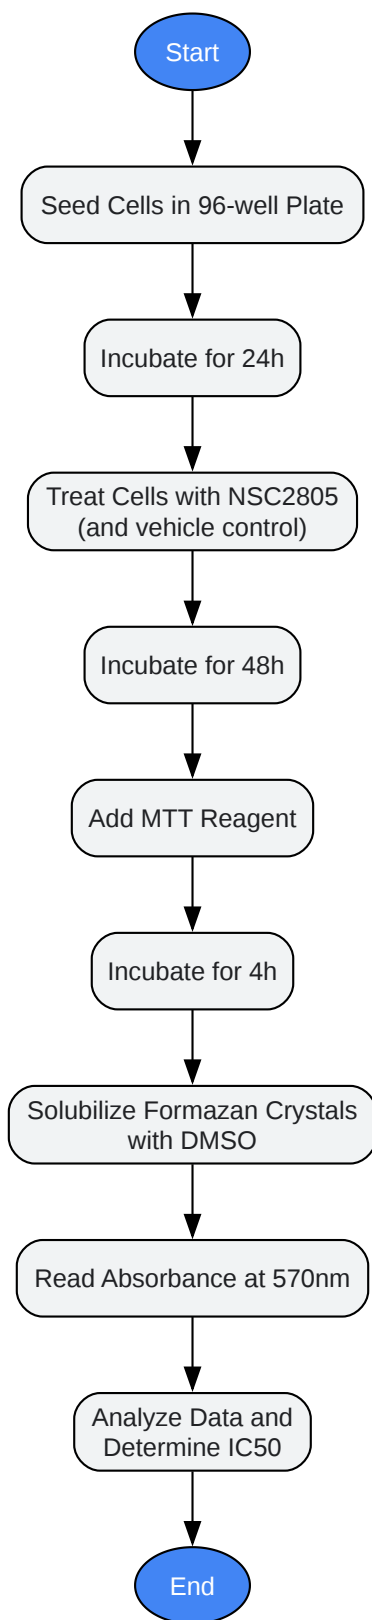 Start
Seed Cells in 96-well Plate
Incubate for 24h
Treat Cells with NSC2805
(and vehicle control)
Incubate for 48h
Add MTT Reagent
Incubate for 4h
Solubilize Formazan Crystals
with DMSO
Read Absorbance at 570nm
Analyze Data and
Determine IC50
End